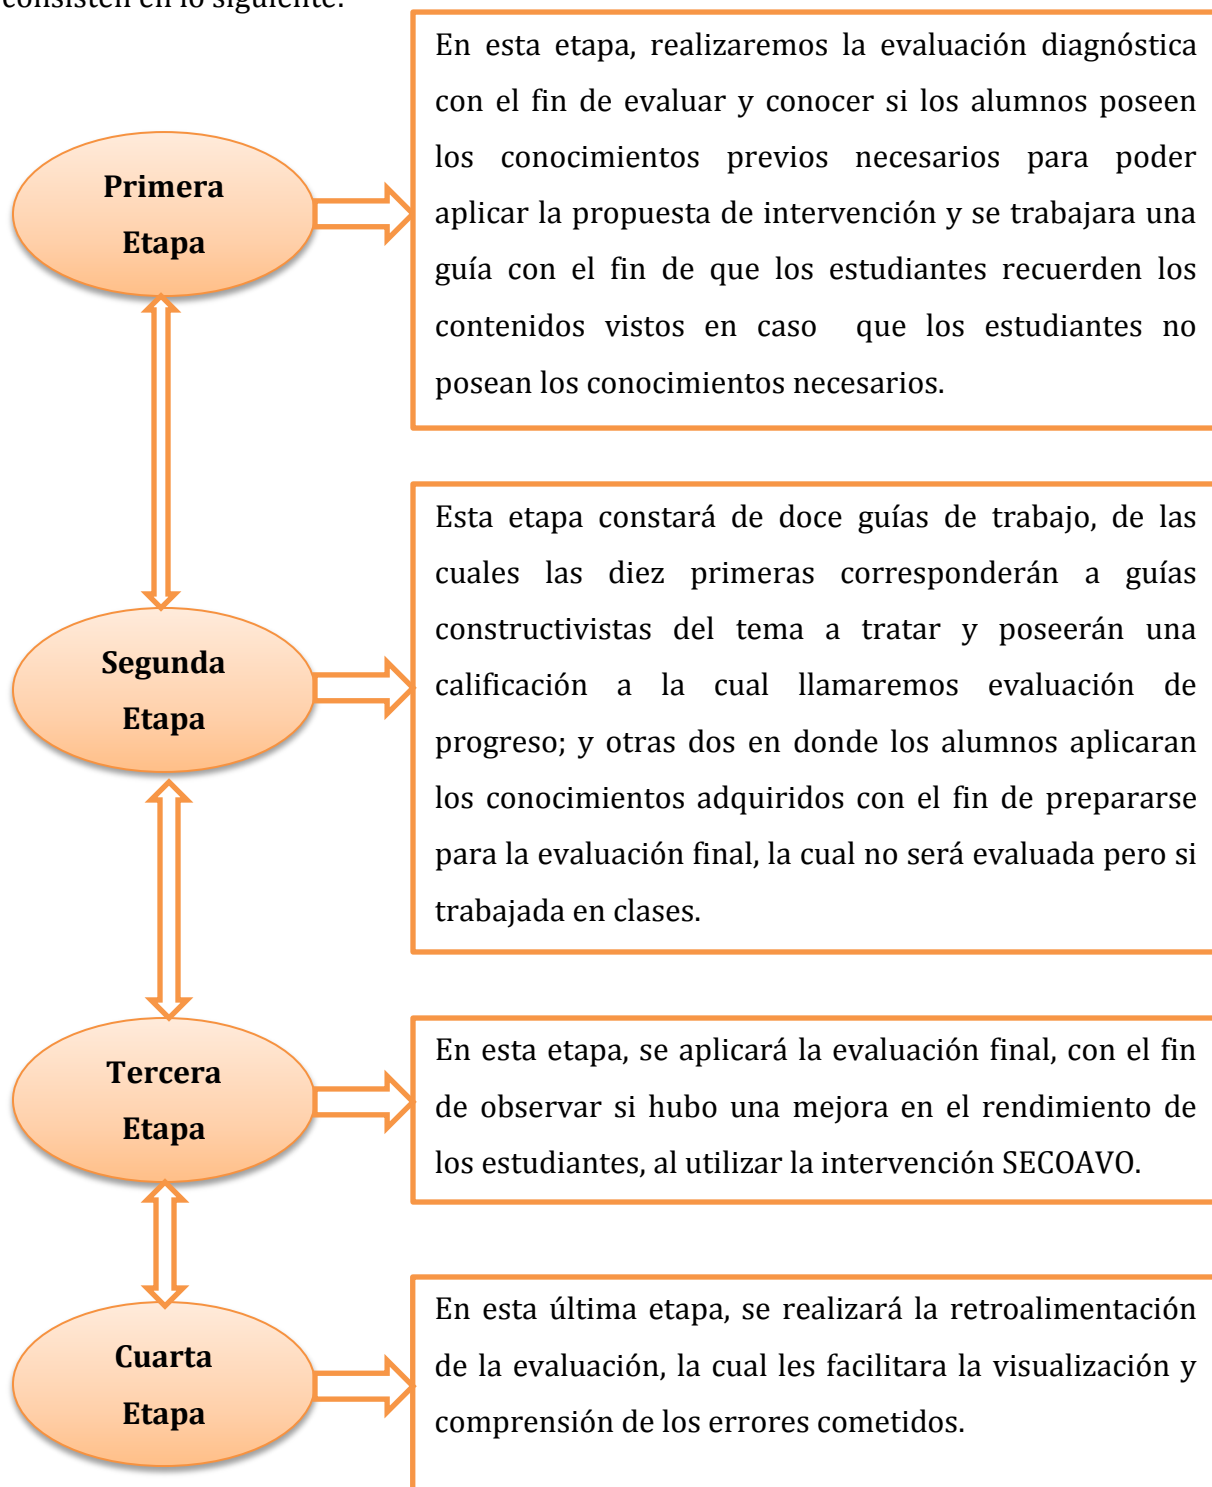 consisten en lo siguiente:
Primera
Etapa
En esta etapa, realizaremos la evaluación diagnóstica
con el fin de evaluar y conocer si los alumnos poseen
los conocimientos previos necesarios para poder
aplicar la propuesta de intervención y se trabajara una
guía con el fin de que los estudiantes recuerden los
contenidos vistos en caso que los estudiantes no
posean los conocimientos necesarios.
Segunda
Etapa
Esta etapa constará de doce guías de trabajo, de las
cuales las diez primeras corresponderán a guías
constructivistas del tema a tratar y poseerán una
calificación a la cual llamaremos evaluación de
progreso; y otras dos en donde los alumnos aplicaran
los conocimientos adquiridos con el fin de prepararse
para la evaluación final, la cual no será evaluada pero si
trabajada en clases.
Tercera
Etapa
En esta etapa, se aplicará la evaluación final, con el fin
de observar si hubo una mejora en el rendimiento de
los estudiantes, al utilizar la intervención SECOAVO.
Cuarta
Etapa
En esta última etapa, se realizará la retroalimentación
de la evaluación, la cual les facilitara la visualización y
comprensión de los errores cometidos.